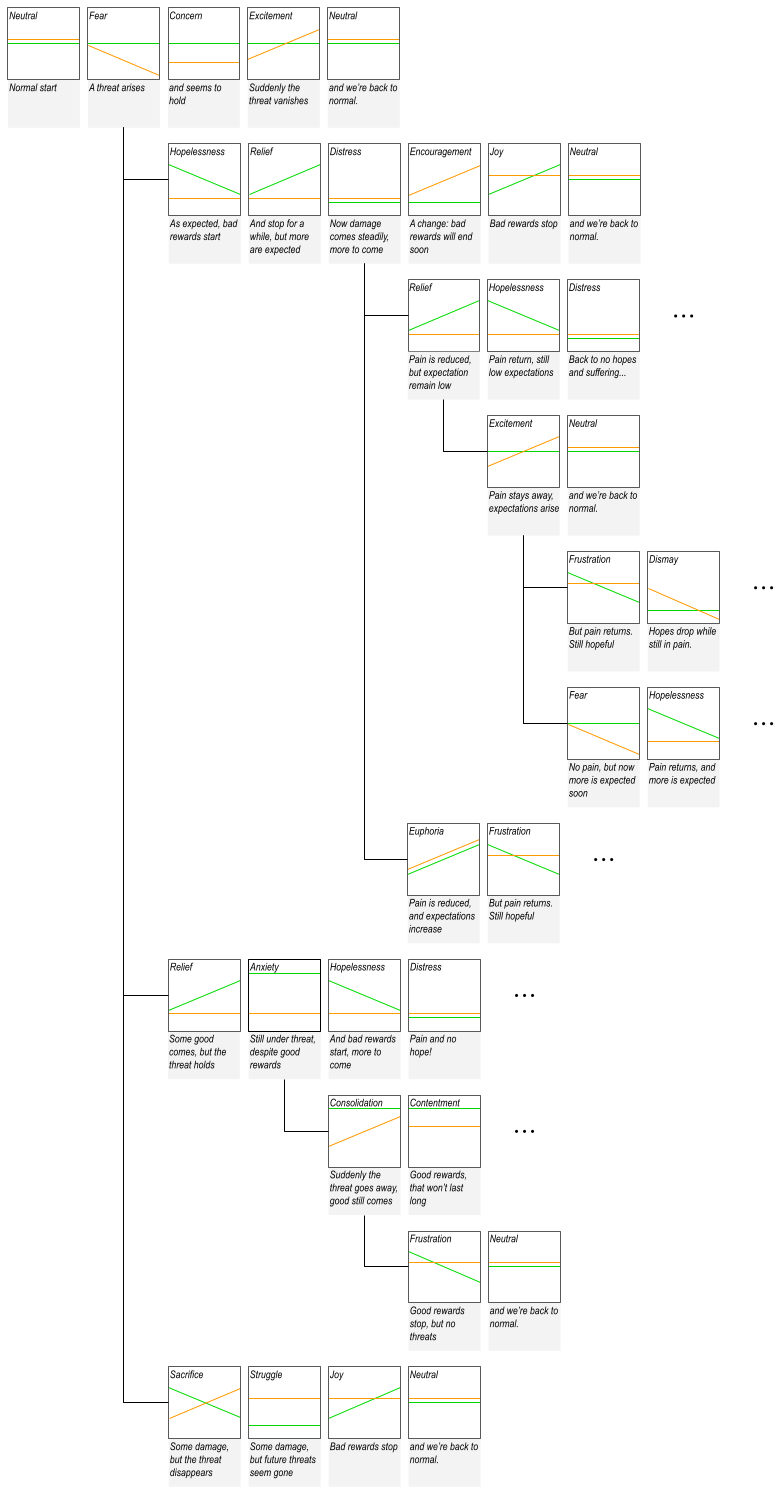 Neutral
Fear
Concern
Excitement
Neutral
Normal start
A threat arises
and seems to
hold
Suddenly the
threat vanishes
and we're back to
normal.
Hopelessness
Relief
Distress
Encouragement
Joy
Neutral
As expected, bad
rewards start
And stop for a
while, but more
are expected
Now damage
comes steadily,
more to come
A change: bad
rewards will end
soon
Bad rewards stop
and we're back to
normal.
Relief
Hopelessness
Distress
...
Pain is reduced,
but expectation
remain low
Pain return, still
low expectations
Back to no hopes
and suffering...
Excitement
Neutral
Pain stays away,
expectations arise
and we're back to
normal.
Frustration
Dismay
...
But pain returns.
Still hopeful
Hopes drop while
still in pain.
Fear
Hopelessness
...
No pain, but now
more is expected
soon
Pain returns, and
more is expected
Euphoria
Frustration
...
Pain is reduced,
and expectations
increase
But pain returns.
Still hopeful
Relief
Anxiety
Hopelessness
Distress
...
Some good
comes, but the
threat holds
Still under threat,
despite good
rewards
And bad rewards
start, more to
come
Pain and no
hope!
Consolidation
Contentment
...
Suddenly the
threat goes away,
good still comes
Good rewards,
that won't last
long
Frustration
Neutral
Good rewards
stop, but no
threats
and we're back to
normal.
Sacrifice
Struggle
Joy
Neutral
Some damage,
but the threat
disappears
Some damage,
but future threats
seem gone
Bad rewards stop
and we're back to
normal.